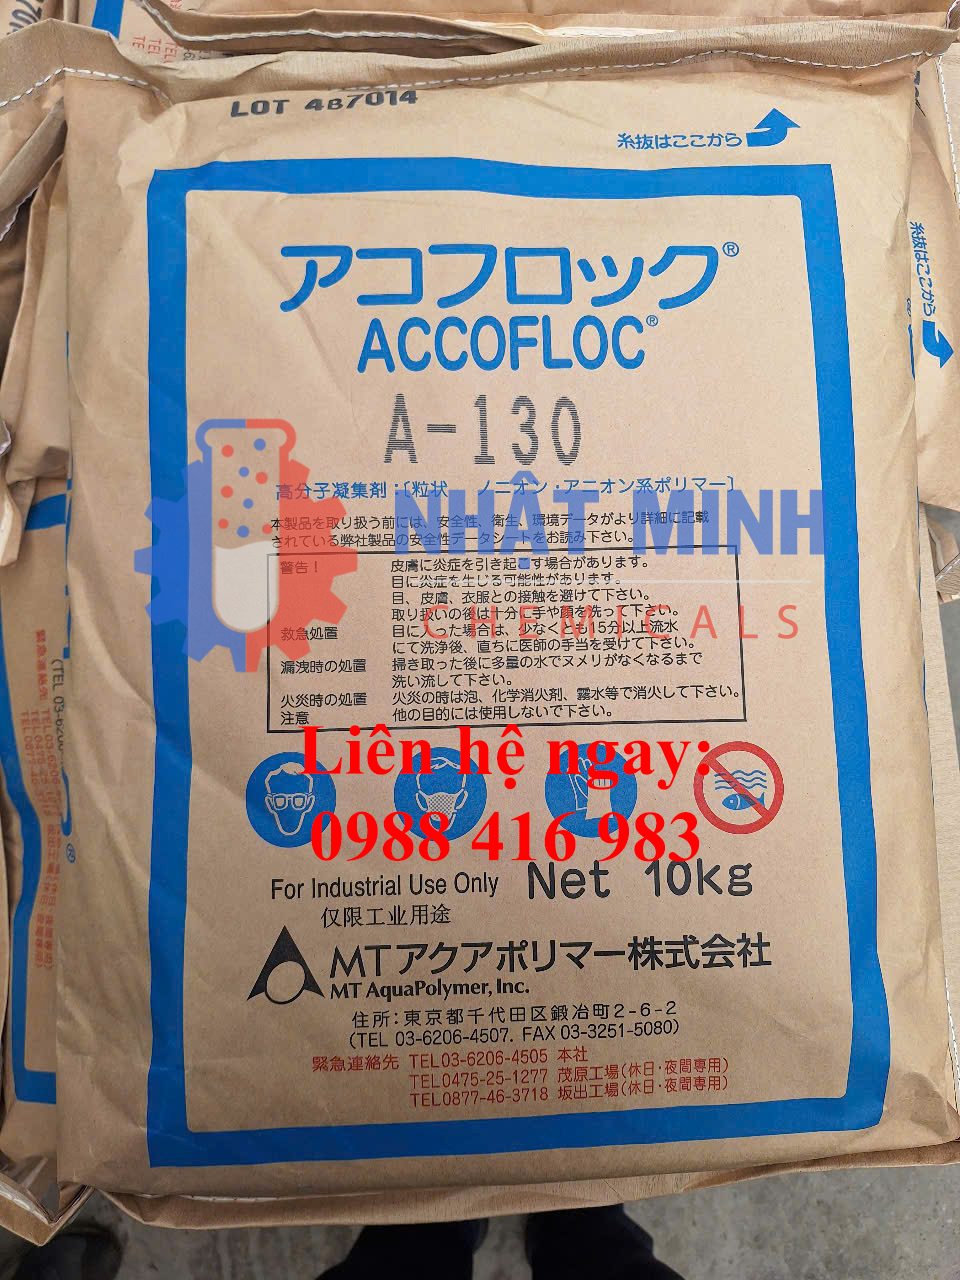 LOT 4B7014
糸抜はここから
アコフロック®
ACCOFLOC®
A-130
高分子凝集剤:〔粒状 ノニオン・アニオン系ポリマー〕
本製品を取り扱う前には、安全性、衛生、環境データがより詳細に記載
されている弊社製品の安全性データシートをお読み下さい。
NHẬT MINH
CHEMICALS
警告! 皮膚に炎症を引き起こす場合があります。
目に炎症を生じる可能性があります。
目、皮膚、衣服との接触を避けて下さい。
取り扱いの後は十分に手や顔を洗って下さい。
救急処置 目に入った場合は、少なくとも15分以上流水
にて洗浄後、直ちに医師の手当を受けて下さい。
漏洩時の処置 掃き取った後に多量の水でヌメリがなくなるまで
洗い流して下さい。
火災時の処置 火災の時は泡、化学消火剤、霧水等で消火して下さい。
注意 他の目的には使用しないで下さい。
Liên hệ ngay:
0988 416 983
For Industrial Use Only Net 10kg
仅限工业用途
MTアクアポリマー株式会社
MT AquaPolymer, Inc.
住所:東京都千代田区鍛冶町2-6-2
(TEL 03-6206-4507. FAX 03-3251-5080)
緊急連絡先 TEL03-6206-4505 本社
TEL0475-25-1277 茂原工場(休日・夜間専用)
TEL0877-46-3718 坂出工場(休日・夜間専用)
糸抜はここから